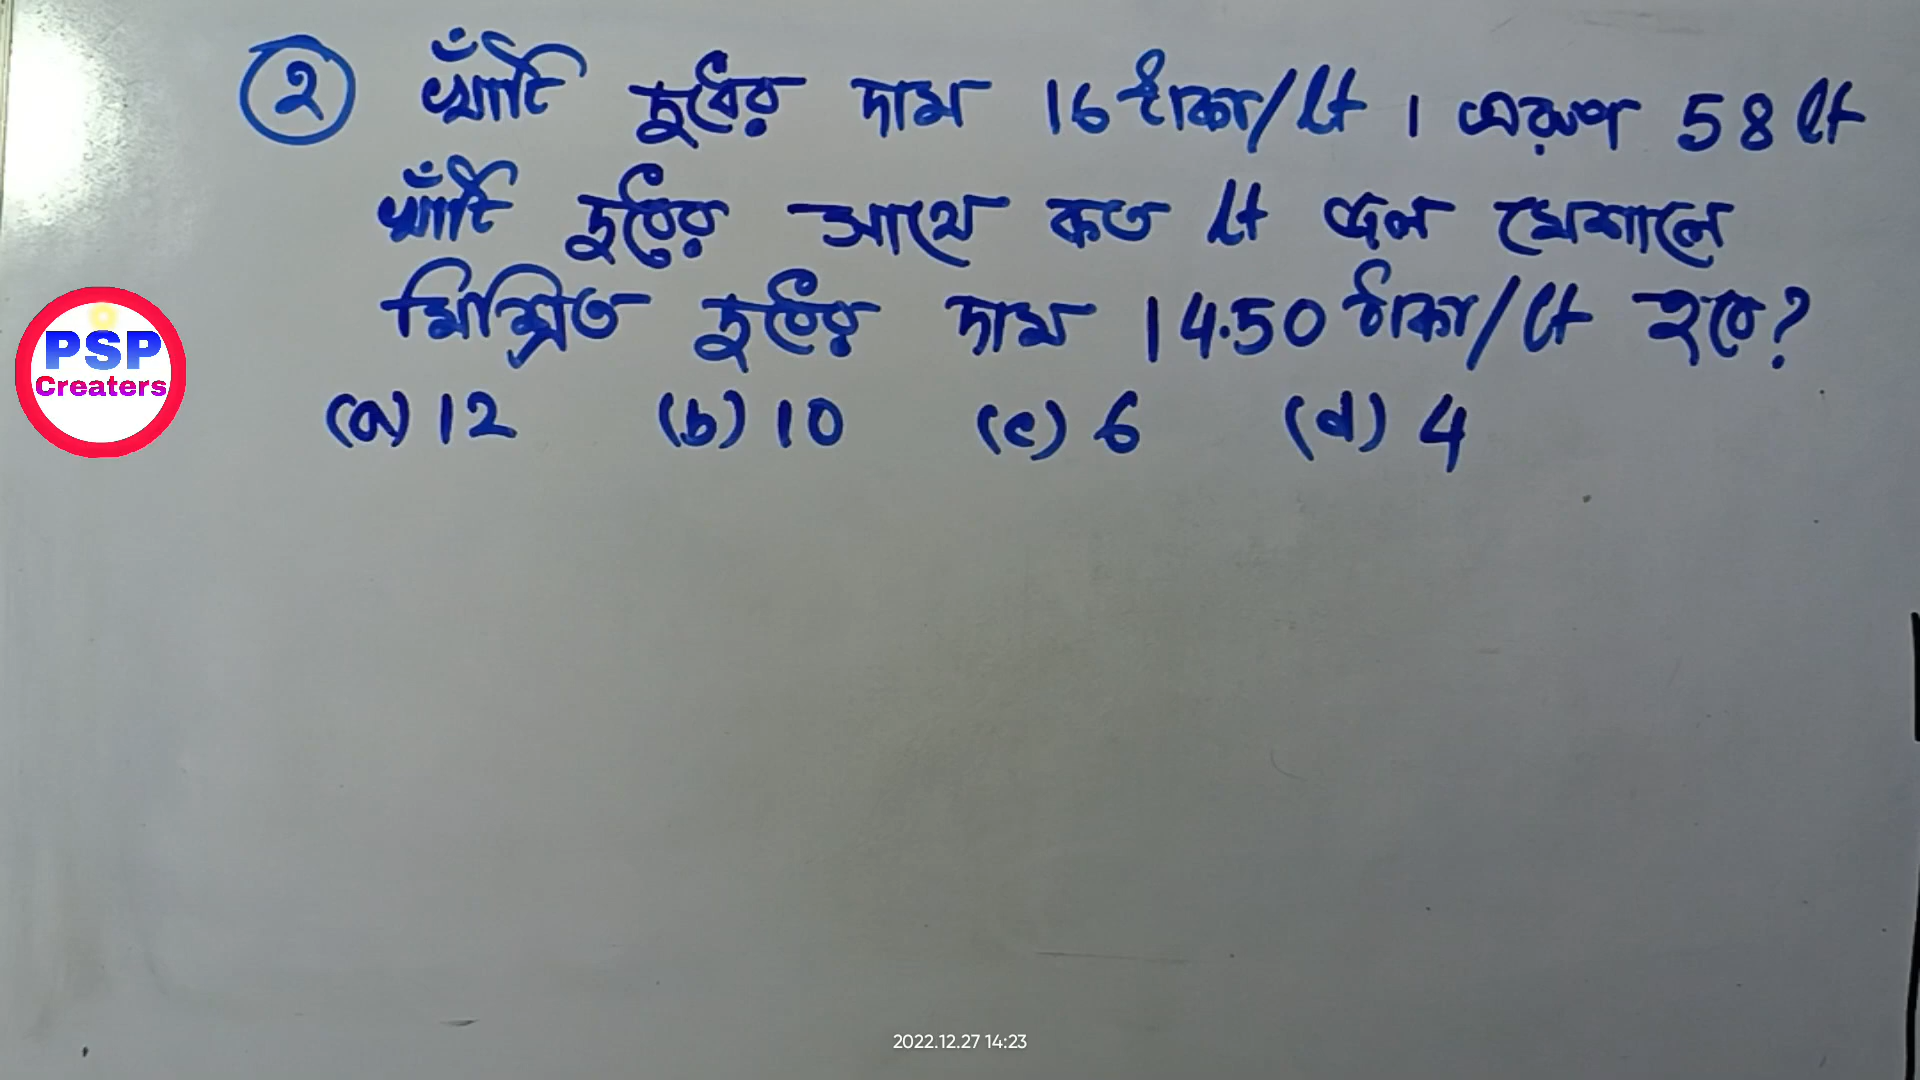 ২ খাঁটি দুধের দাম 16 টাকা/lt । এরূপ 58 lt
খাঁটি দুধের সাথে কত lt জল মেশালে
মিশ্রিত দুধের দাম 14.50 টাকা/lt হবে?
(a) 12 (b) 10 (c) 6 (d) 4
PSP
Creaters
2022.12.27 14:23